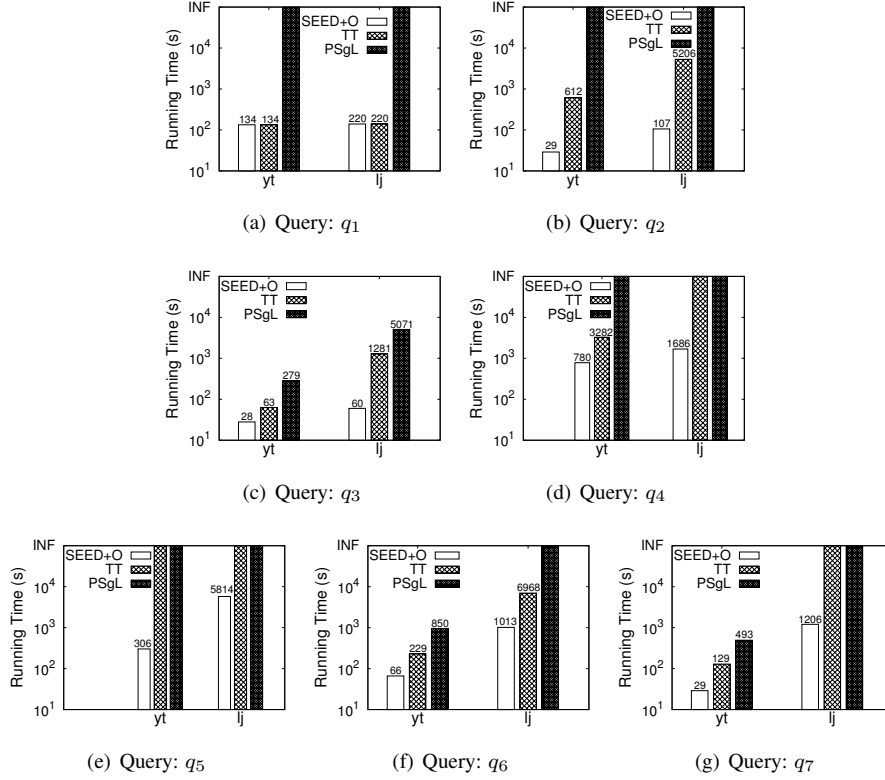 INF
SEED+O
TT
PSgL
10^4
10^3
10^2
10^1
Running Time (s)
134 134
220 220
yt lj
(a) Query: q_1
INF
SEED+O
TT
PSgL
10^4
10^3
10^2
10^1
Running Time (s)
29 612
107 5206
yt lj
(b) Query: q_2
INF
SEED+O
TT
PSgL
10^4
10^3
10^2
10^1
Running Time (s)
28 63 279
60 1281 5071
yt lj
(c) Query: q_3
INF
SEED+O
TT
PSgL
10^4
10^3
10^2
10^1
Running Time (s)
780 3282
1686
yt lj
(d) Query: q_4
INF
SEED+O
TT
PSgL
10^4
10^3
10^2
10^1
Running Time (s)
306
5814
yt lj
(e) Query: q_5
INF
SEED+O
TT
PSgL
10^4
10^3
10^2
10^1
Running Time (s)
66 229 850
1013 6968
yt lj
(f) Query: q_6
INF
SEED+O
TT
PSgL
10^4
10^3
10^2
10^1
Running Time (s)
29 129 493
1206
yt lj
(g) Query: q_7